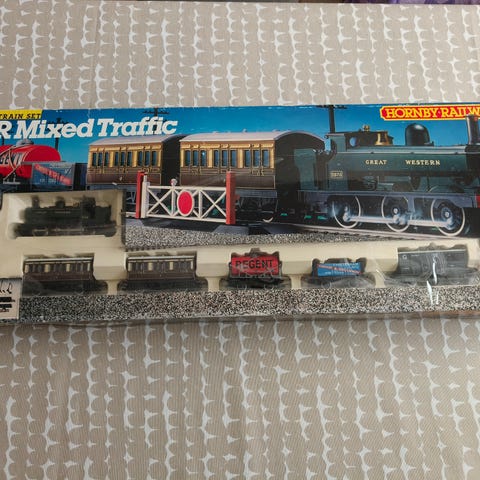 TRAIN SET
R Mixed Traffic
HORNBY RAILW
GREAT WESTERN
REGENT